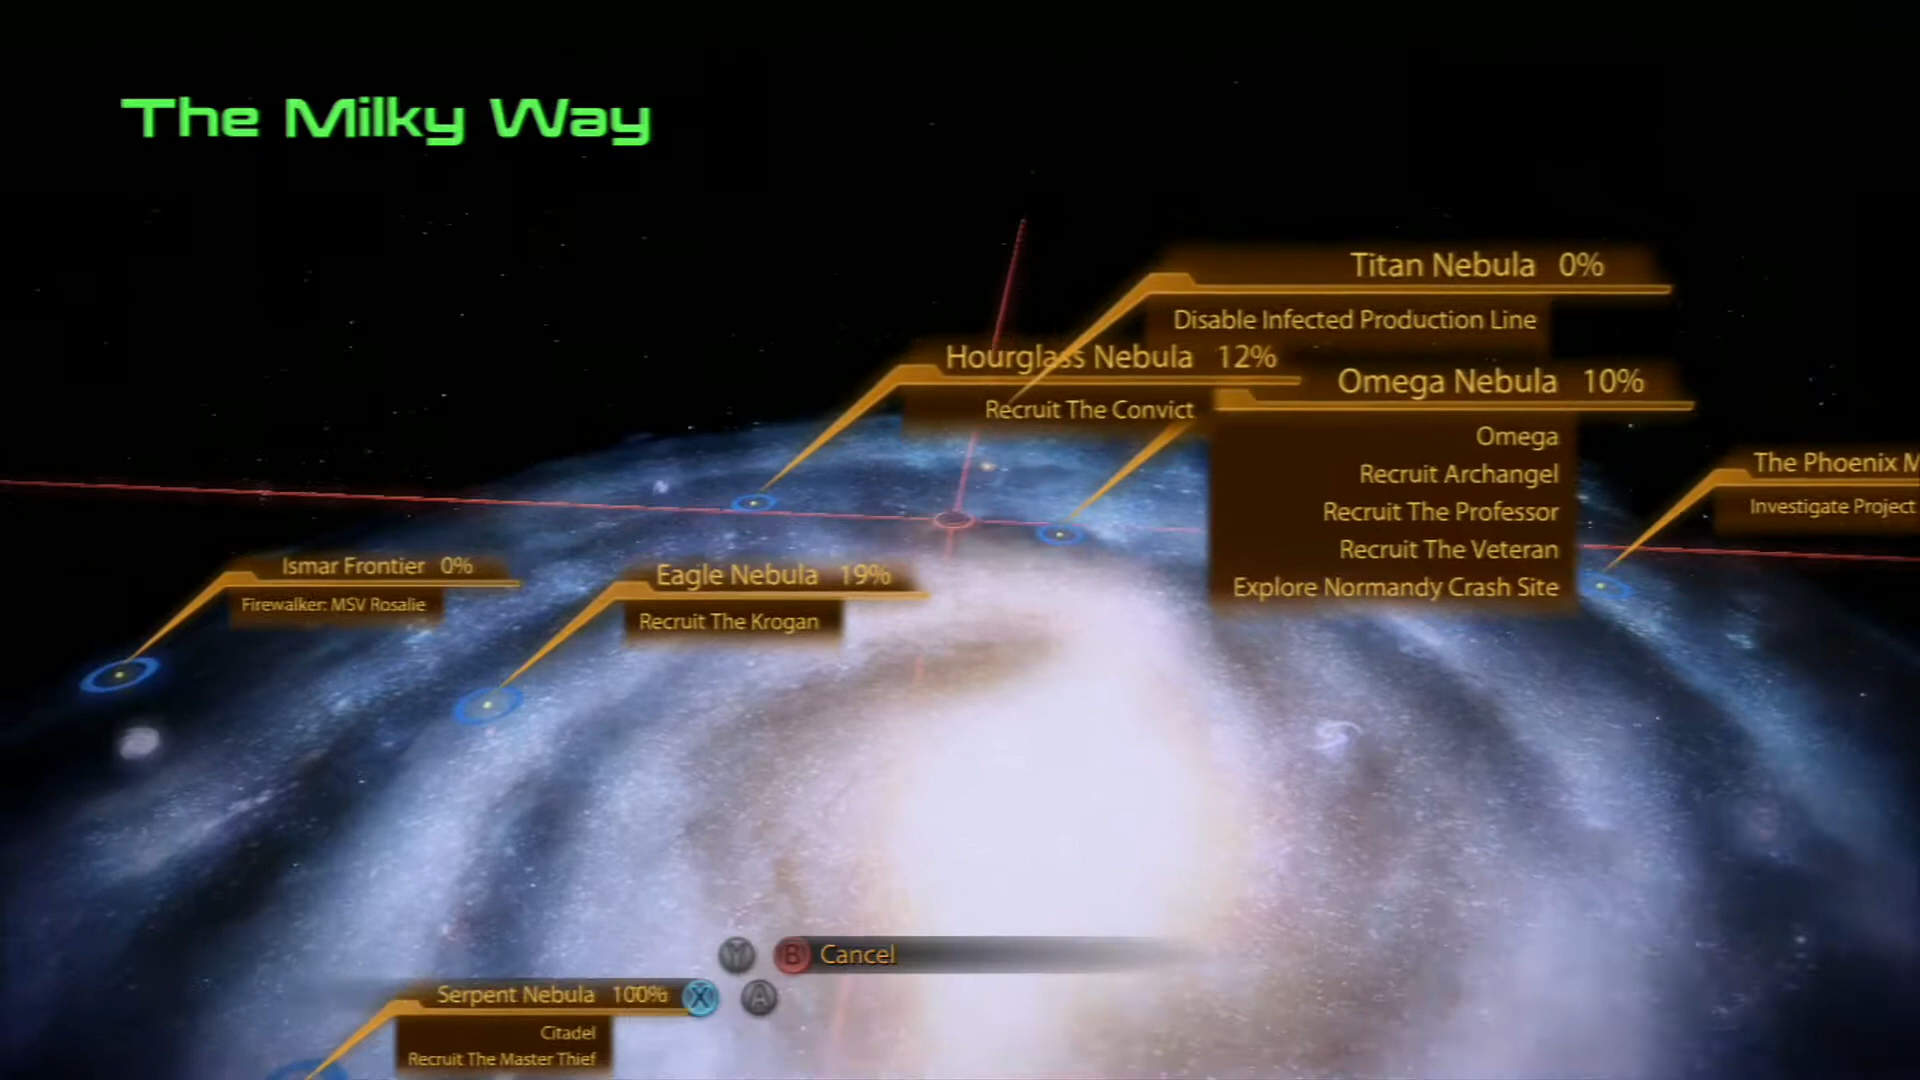 The Milky Way
Titan Nebula 0%
Disable Infected Production Line
Hourglass Nebula 12%
Recruit The Convict
Omega Nebula 10%
Omega
Recruit Archangel
Recruit The Professor
Recruit The Veteran
Explore Normandy Crash Site
The Phoenix M
Investigate Project
Ismar Frontier 0%
Firewalker: MSV Rosalie
Eagle Nebula 19%
Recruit The Krogan
Y B Cancel
Serpent Nebula 100% X A
Citadel
Recruit The Master Thief